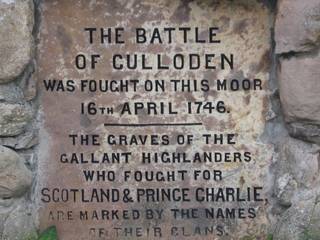 THE BATTLE
OF CULLODEN
WAS FOUGHT ON THIS MOOR
16TH APRIL 1746.
THE GRAVES OF THE
GALLANT HIGHLANDERS
WHO FOUGHT FOR
SCOTLAND & PRINCE CHARLIE,
ARE MARKED BY THE NAMES
OF THEIR CLANS.